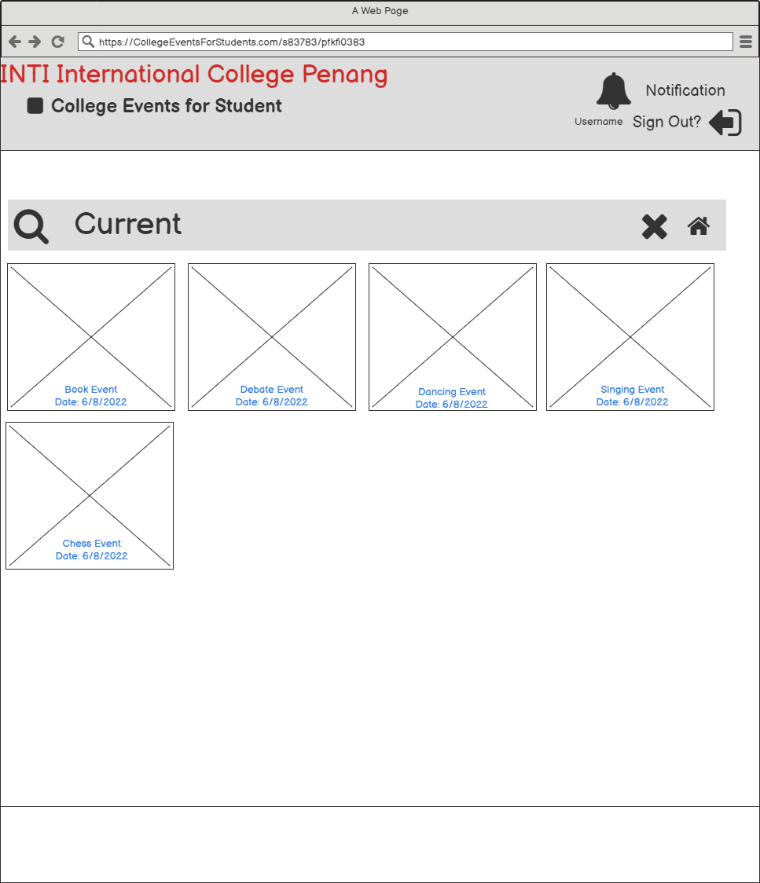 A Web Page
https://CollegeEventsForStudents.com/s83783/pfkfi0383
INTI International College Penang
College Events for Student
Notification
Username
Sign Out?
Current
Book Event
Date: 6/8/2022
Debate Event
Date: 6/8/2022
Dancing Event
Date: 6/8/2022
Singing Event
Date: 6/8/2022
Chess Event
Date: 6/8/2022